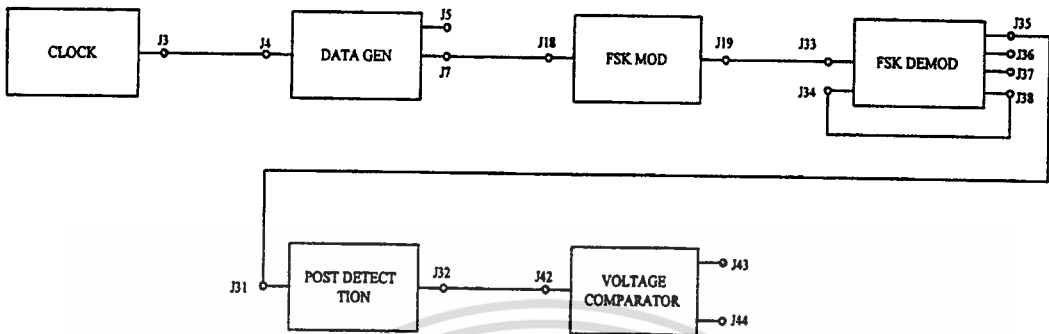 CLOCK
J3
J4
DATA GEN
J5
J7
J18
FSK MOD
J19
J33
J34
FSK DEMOD
J35
J36
J37
J38
J31
POST DETECT
TION
J32
J42
VOLTAGE
COMPARATOR
J43
J44